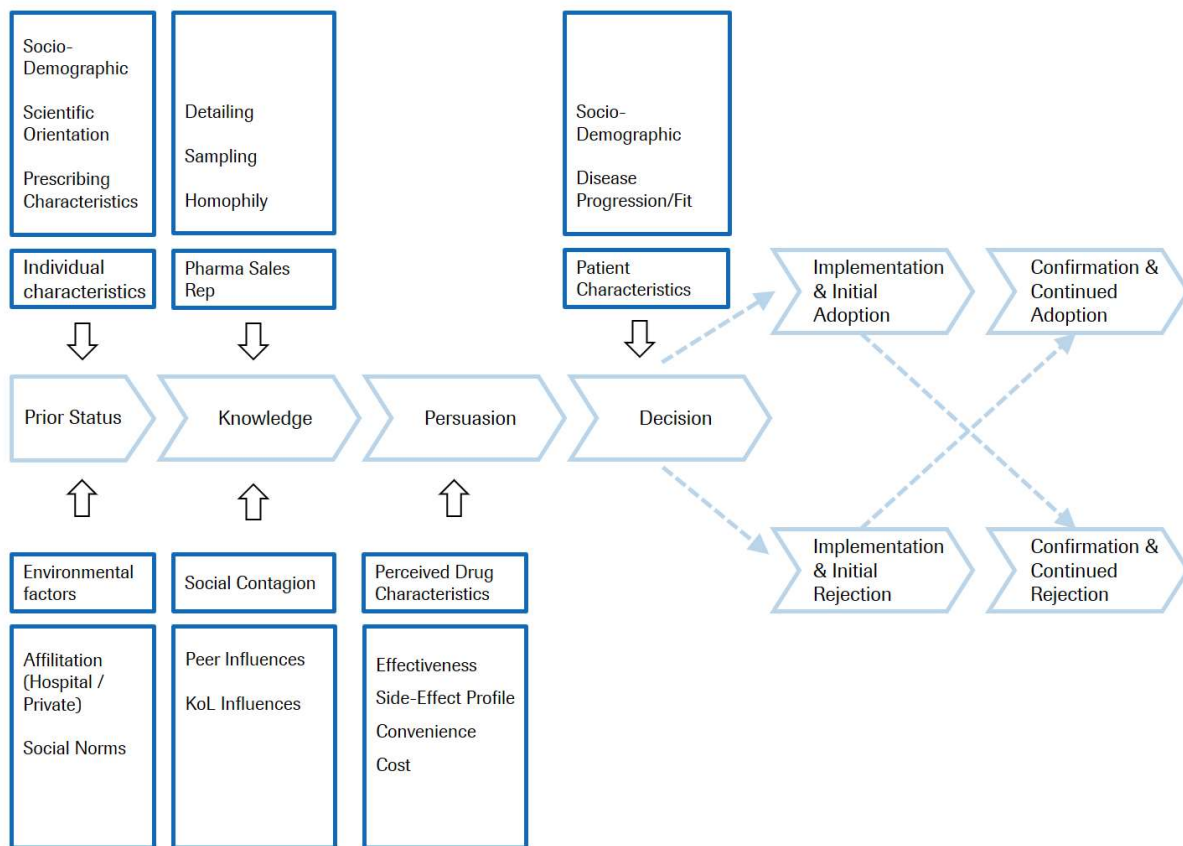 Socio-
Demographic
Scientific
Orientation
Prescribing
Characteristics
Detailing
Sampling
Homophily
Socio-
Demographic
Disease
Progression/Fit
Individual
characteristics
Pharma Sales
Rep
Patient
Characteristics
Implementation
& Initial
Adoption
Confirmation &
Continued
Adoption
Prior Status
Knowledge
Persuasion
Decision
Implementation
& Initial
Rejection
Confirmation &
Continued
Rejection
Environmental
factors
Social Contagion
Perceived Drug
Characteristics
Affilitation
(Hospital /
Private)
Social Norms
Peer Influences
KoL Influences
Effectiveness
Side-Effect Profile
Convenience
Cost